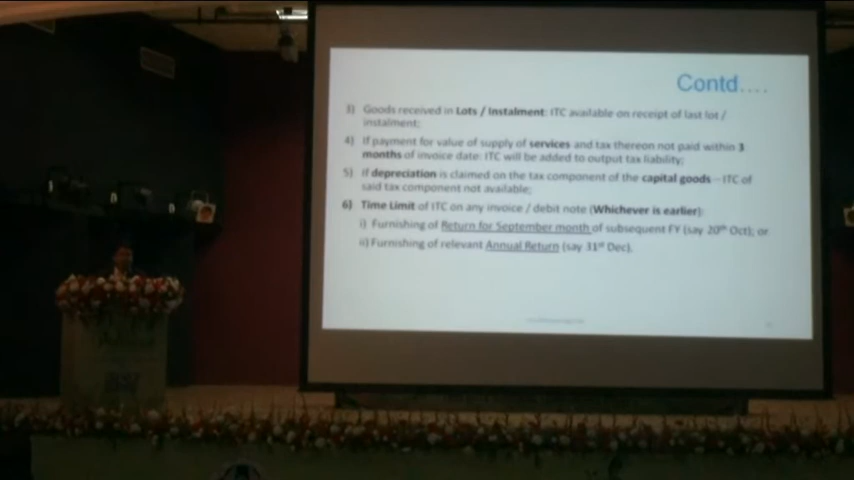 Contd....
3) Goods received in Lots / Instalment: ITC available on receipt of last lot /
instalment;
4) If payment for value of supply of services and tax thereon not paid within 3
months of invoice date: ITC will be added to output tax liability;
5) If depreciation is claimed on the tax component of the capital goods – ITC of
said tax component not available;
6) Time Limit of ITC on any invoice / debit note (Whichever is earlier):
i) Furnishing of Return for September month of subsequent FY (say 20th Oct); or
ii) Furnishing of relevant Annual Return (say 31st Dec).